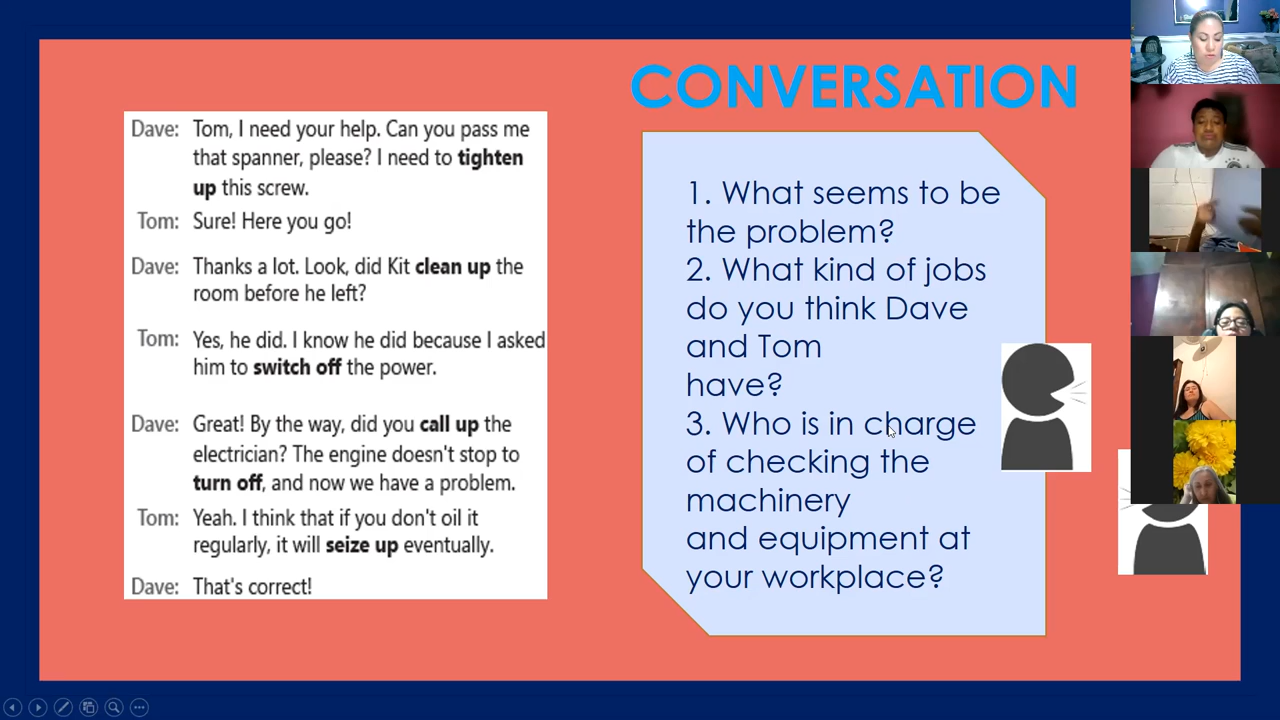 CONVERSATION
Dave: Tom, I need your help. Can you pass me
that spanner, please? I need to tighten
up this screw.
Tom: Sure! Here you go!
Dave: Thanks a lot. Look, did Kit clean up the
room before he left?
Tom: Yes, he did. I know he did because I asked
him to switch off the power.
Dave: Great! By the way, did you call up the
electrician? The engine doesn't stop to
turn off, and now we have a problem.
Tom: Yeah. I think that if you don't oil it
regularly, it will seize up eventually.
Dave: That's correct!
1. What seems to be
the problem?
2. What kind of jobs
do you think Dave
and Tom
have?
3. Who is in charge
of checking the
machinery
and equipment at
your workplace?